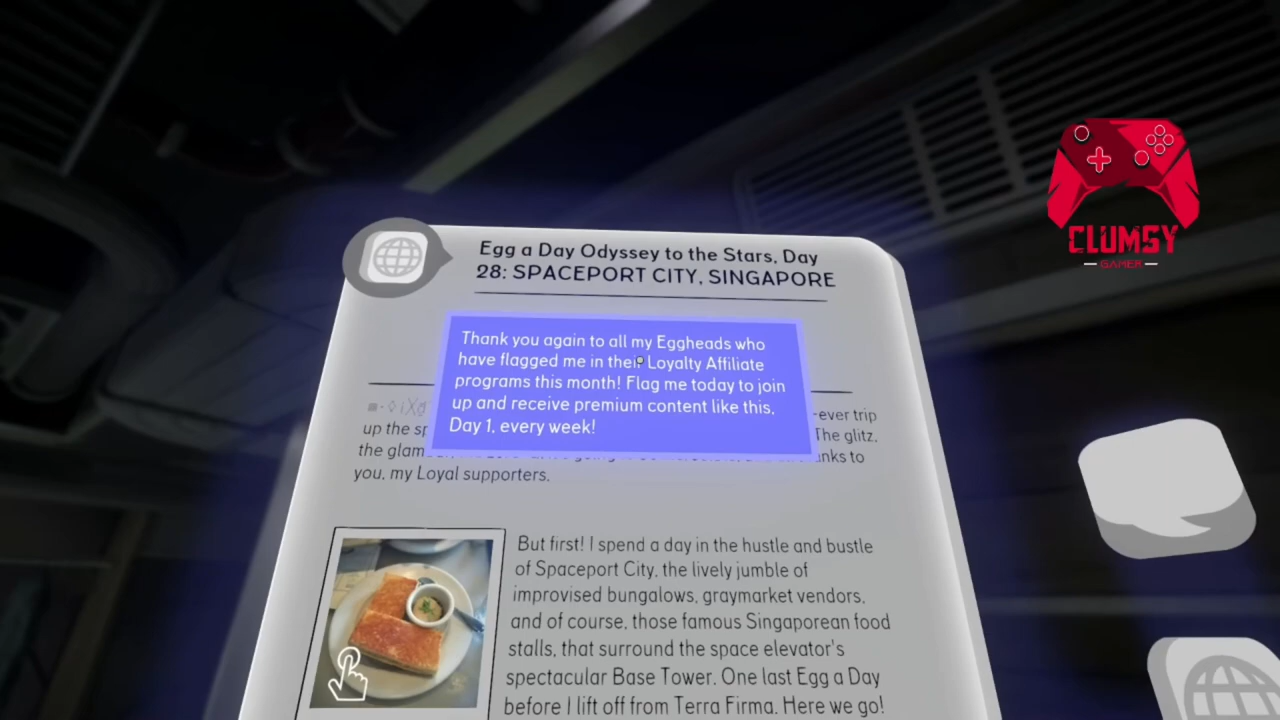 Egg a Day Odyssey to the Stars, Day
28: SPACEPORT CITY, SINGAPORE
Thank you again to all my Eggheads who
have flagged me in their Loyalty Affiliate
programs this month! Flag me today to join
up and receive premium content like this,
Day 1, every week!
-ever trip
up the sp
The glitz,
the glam
anks to
you, my Loyal supporters.
But first! I spend a day in the hustle and bustle
of Spaceport City, the lively jumble of
improvised bungalows, graymarket vendors,
and of course, those famous Singaporean food
stalls, that surround the space elevator's
spectacular Base Tower. One last Egg a Day
before I lift off from Terra Firma. Here we go!
CLUMSY
GAMER